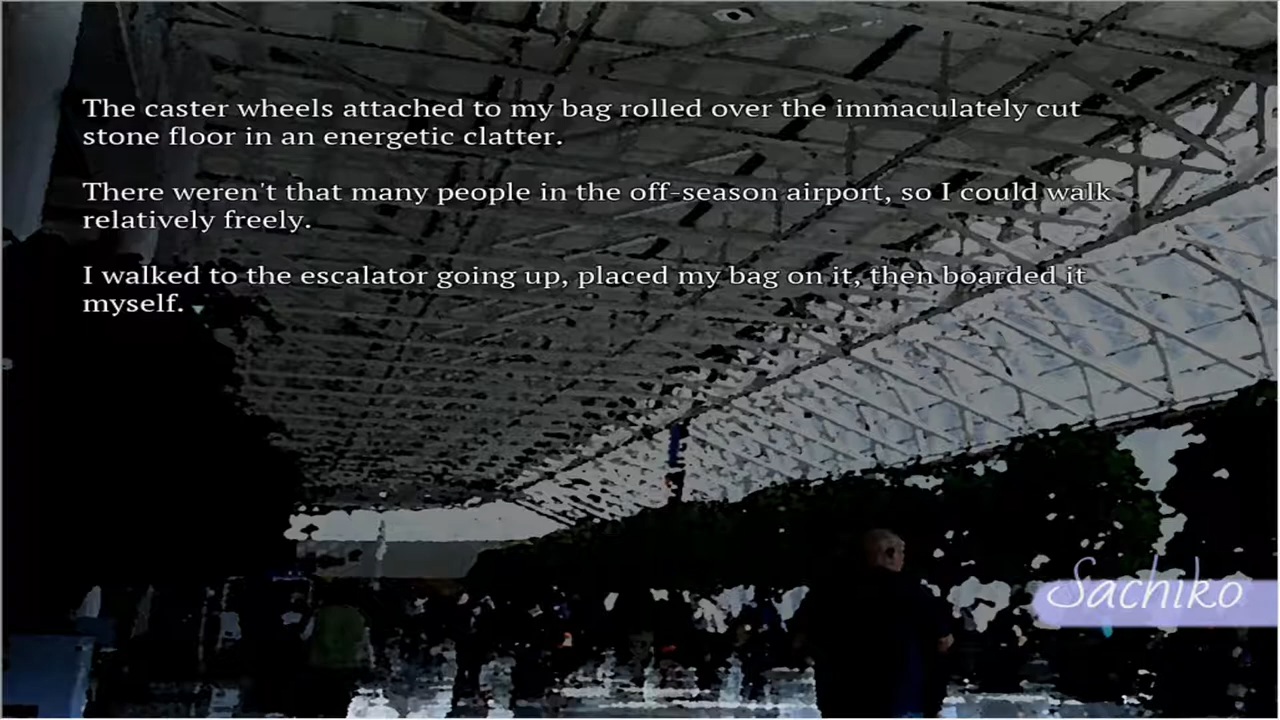 The caster wheels attached to my bag rolled over the immaculately cut
stone floor in an energetic clatter.
There weren't that many people in the off-season airport, so I could walk
relatively freely.
I walked to the escalator going up, placed my bag on it, then boarded it
myself.
Sachiko